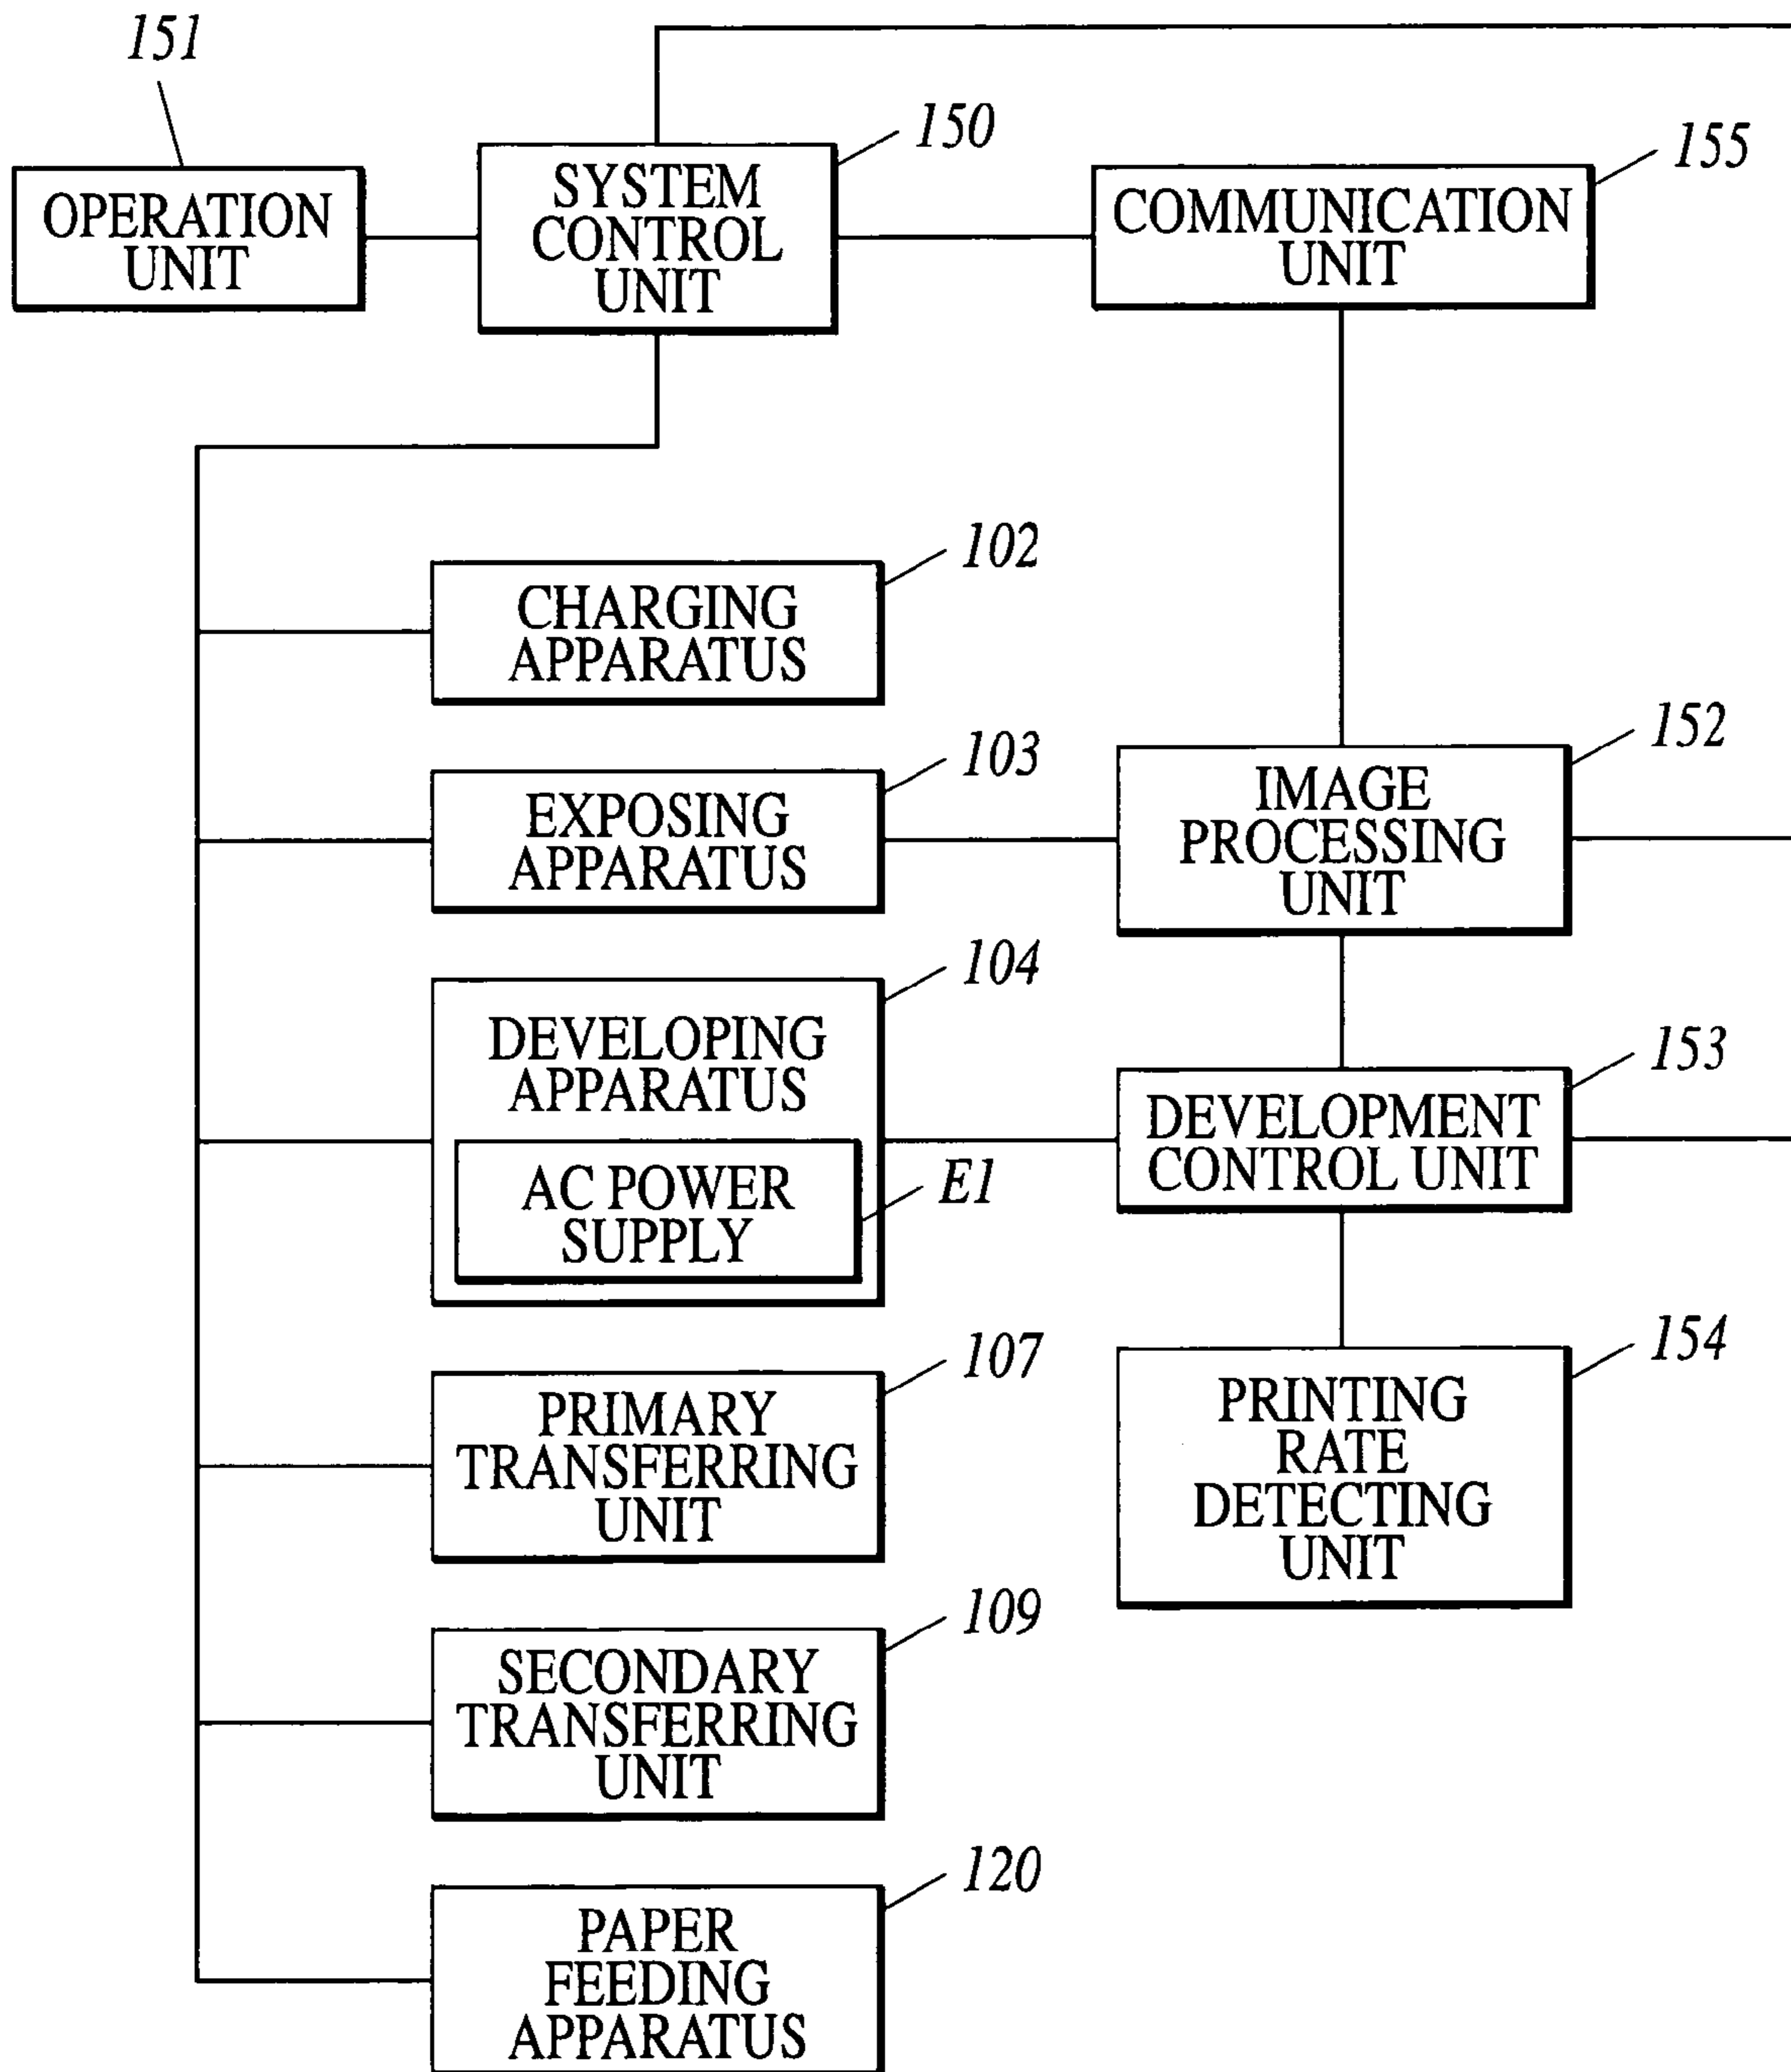 151
OPERATION
UNIT
150
SYSTEM
CONTROL
UNIT
155
COMMUNICATION
UNIT
102
CHARGING
APPARATUS
103
EXPOSING
APPARATUS
152
IMAGE
PROCESSING
UNIT
104
DEVELOPING
APPARATUS
AC POWER
SUPPLY
E1
153
DEVELOPMENT
CONTROL UNIT
107
PRIMARY
TRANSFERRING
UNIT
154
PRINTING
RATE
DETECTING
UNIT
109
SECONDARY
TRANSFERRING
UNIT
120
PAPER
FEEDING
APPARATUS